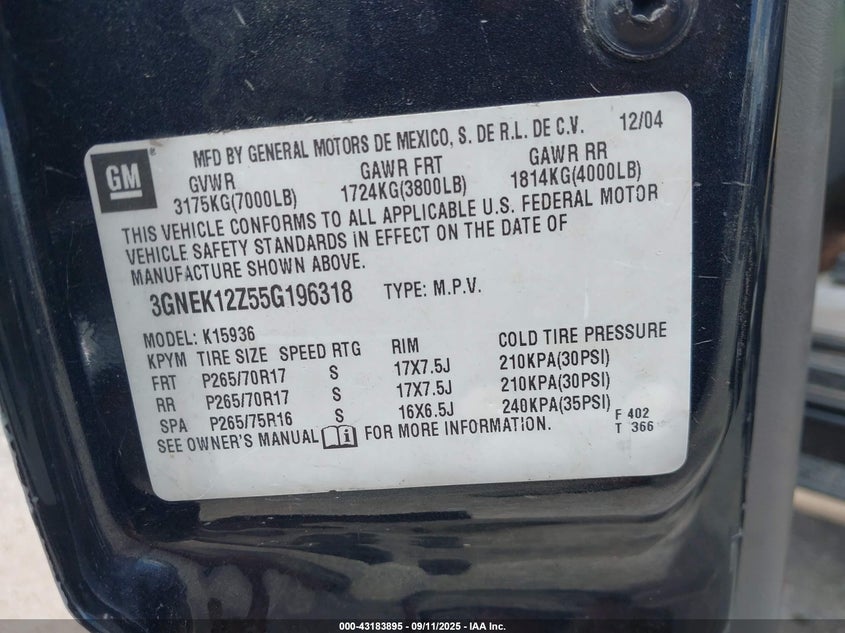 GM ®
MFD BY GENERAL MOTORS DE MEXICO, S. DE R.L. DE C.V. 12/04
GVWR GAWR FRT GAWR RR
3175KG(7000LB) 1724KG(3800LB) 1814KG(4000LB)
THIS VEHICLE CONFORMS TO ALL APPLICABLE U.S. FEDERAL MOTOR
VEHICLE SAFETY STANDARDS IN EFFECT ON THE DATE OF
MANUFACTURE SHOWN ABOVE.
3GNEK12Z55G196318 TYPE: M.P.V.
MODEL: K15936
KPYM TIRE SIZE SPEED RTG RIM COLD TIRE PRESSURE
FRT P265/70R17 S 17X7.5J 210KPA(30PSI)
RR P265/70R17 S 17X7.5J 210KPA(30PSI)
SPA P265/75R16 S 16X6.5J 240KPA(35PSI)
SEE OWNER'S MANUAL i FOR MORE INFORMATION.
F 402
T 366
000-43183895 - 09/11/2025 - IAA Inc.